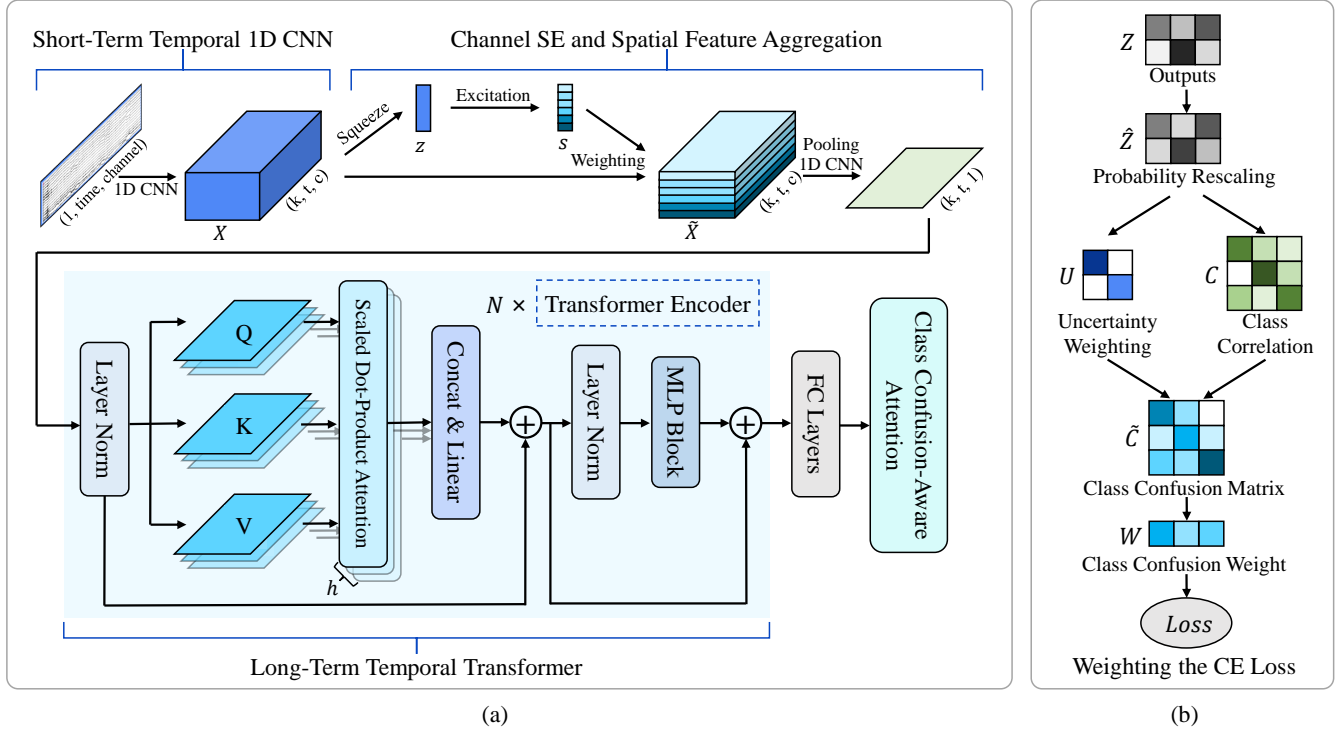 Short-Term Temporal 1D CNN
Channel SE and Spatial Feature Aggregation
(1, time, channel)
1D CNN
X
(k, t, c)
Squeeze
z
Excitation
s
Weighting
X̃
(k, t, c)
Pooling
1D CNN
(k, t, 1)
Layer Norm
Q
K
V
Scaled Dot-Product Attention
h
Concat & Linear
N ×
Transformer Encoder
Layer Norm
MLP Block
FC Layers
Class Confusion-Aware
Attention
Long-Term Temporal Transformer
(a)
Z
Outputs
Ẑ
Probability Rescaling
U
Uncertainty
Weighting
C
Class
Correlation
C̃
Class Confusion Matrix
W
Class Confusion Weight
Loss
Weighting the CE Loss
(b)